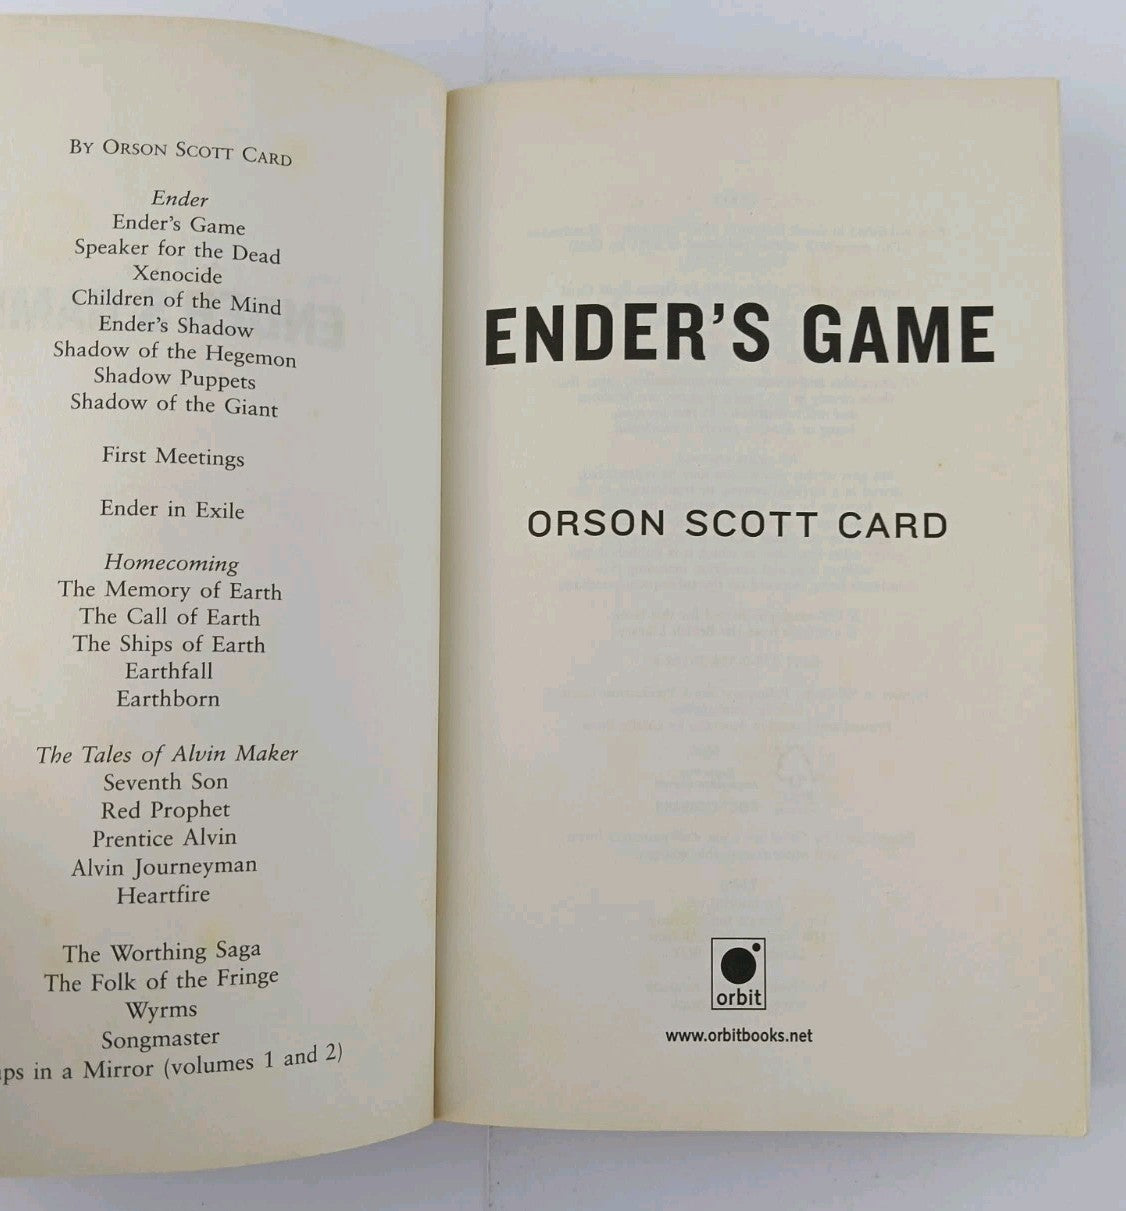 BY ORSON SCOTT CARD
Ender
Ender's Game
Speaker for the Dead
Xenocide
Children of the Mind
Ender's Shadow
Shadow of the Hegemon
Shadow Puppets
Shadow of the Giant
First Meetings
Ender in Exile
Homecoming
The Memory of Earth
The Call of Earth
The Ships of Earth
Earthfall
Earthborn
The Tales of Alvin Maker
Seventh Son
Red Prophet
Prentice Alvin
Alvin Journeyman
Heartfire
The Worthing Saga
The Folk of the Fringe
Wyrms
Songmaster
in a Mirror (volumes 1 and 2)
ENDER'S GAME
ORSON SCOTT CARD
orbit
www.orbitbooks.net